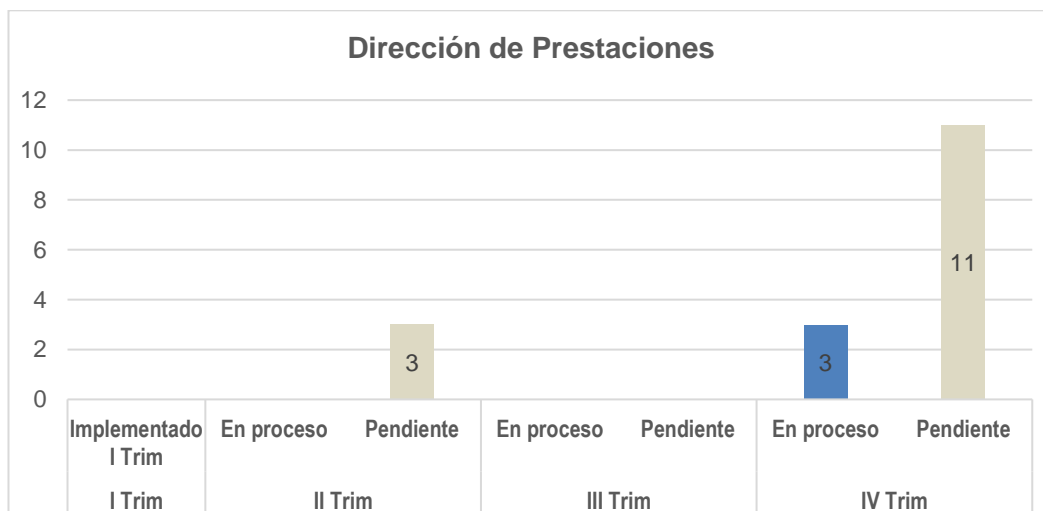 Dirección de Prestaciones
12
10
8
6
4
2
0
3
3
11
Implementado En proceso Pendiente En proceso Pendiente En proceso Pendiente
I Trim
I Trim II Trim III Trim IV Trim